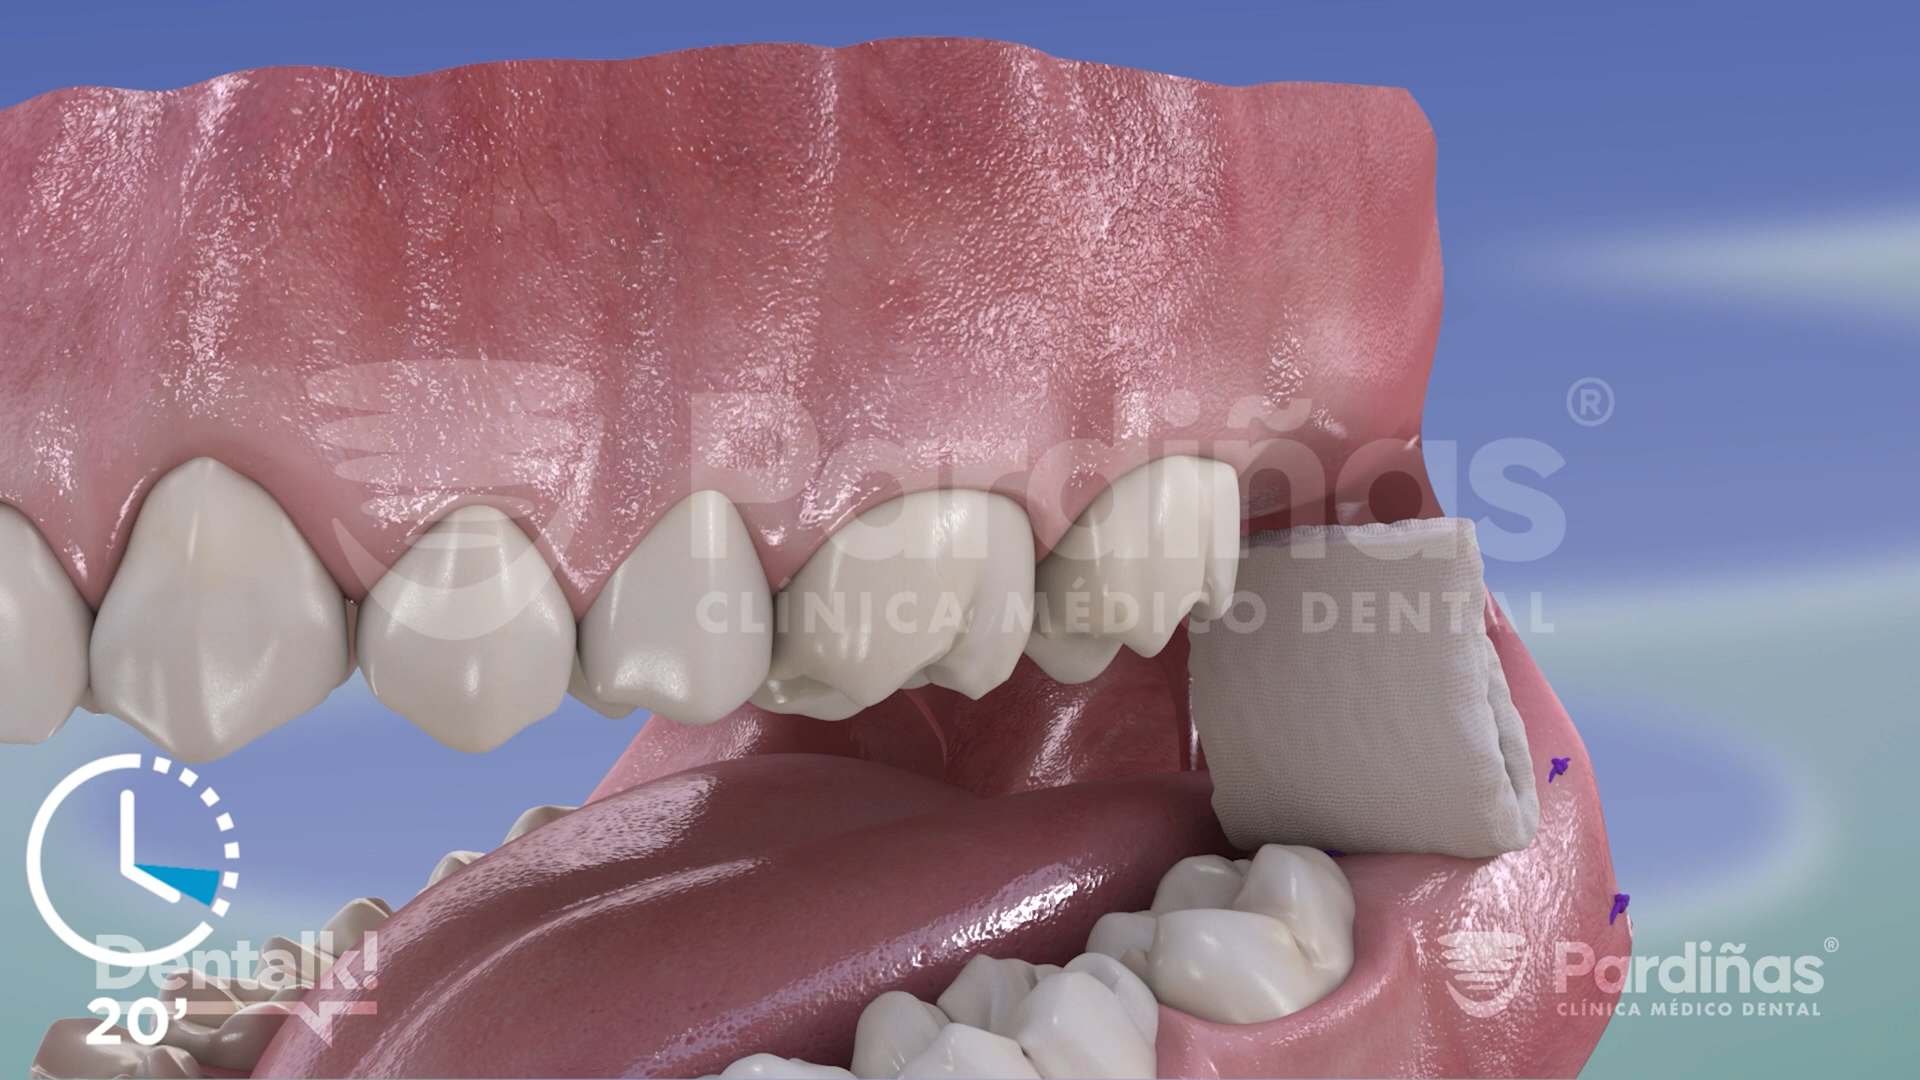 Pardiñas®
CLÍNICA MÉDICO DENTAL
Dentalk!
20’
Pardiñas®
CLÍNICA MÉDICO DENTAL